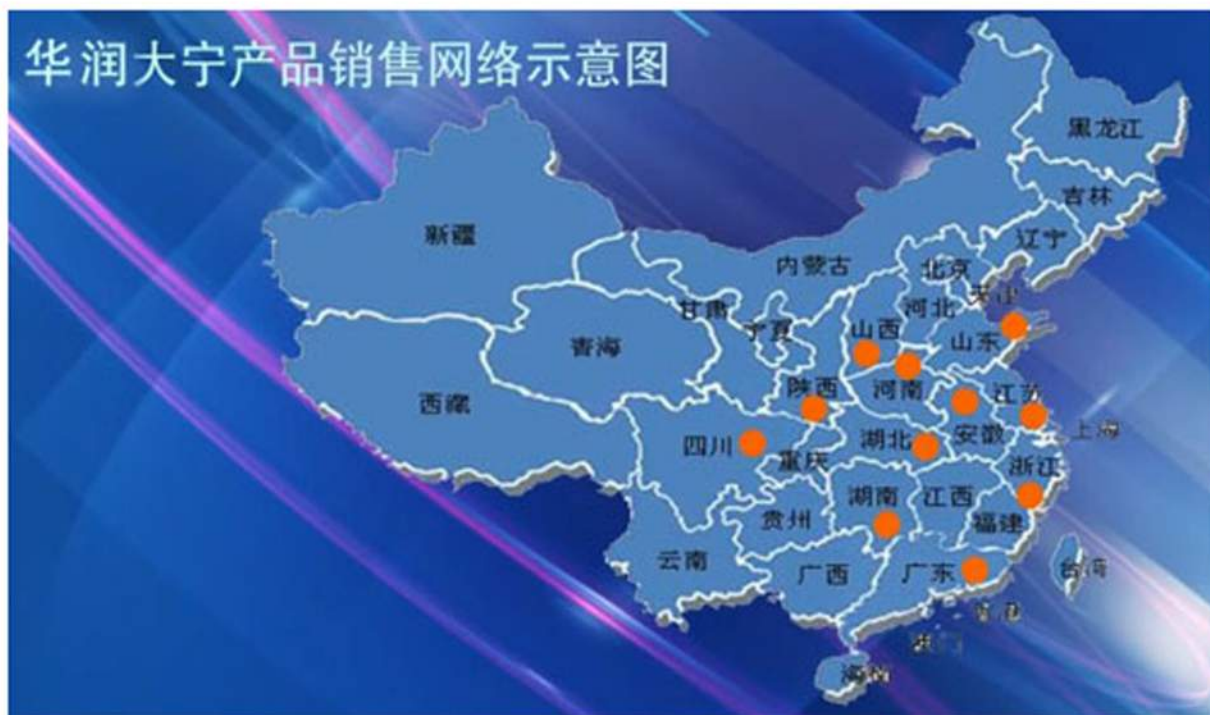 华润大宁产品销售网络示意图
黑龙江
吉林
辽宁
新疆
内蒙古
北京
天津
甘肃
河北
宁夏
山西
山东
青海
陕西
河南
江苏
西藏
四川
湖北
安徽
上海
重庆
浙江
湖南
江西
贵州
福建
云南
广西
广东
台湾
香港
澳门
海南